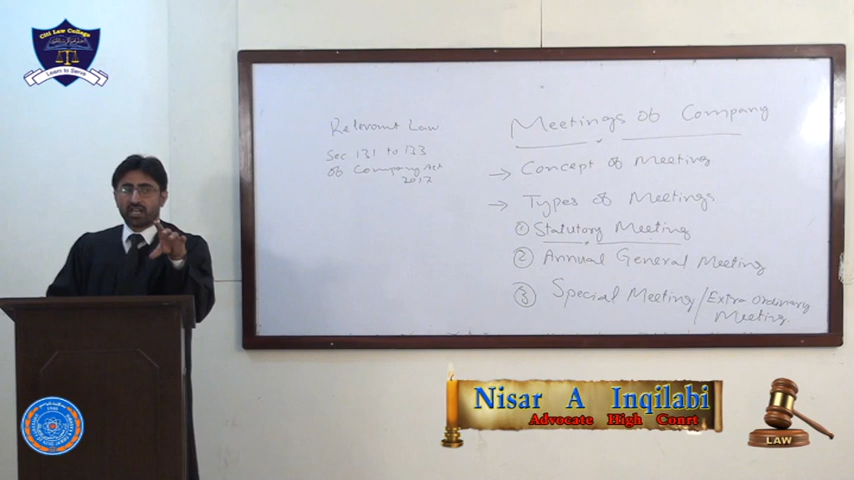 Citi Law College
Learn to Serve
Relevant Law
Sec 131 to 133
of Company Act
2017
Meetings of Company
→ Concept of Meeting
→ Types of Meetings
① Statutory Meeting
② Annual General Meeting
③ Special Meeting / Extra Ordinary
Meeting.
Nisar A Inqilabi
Advocate High Conrt
LAW